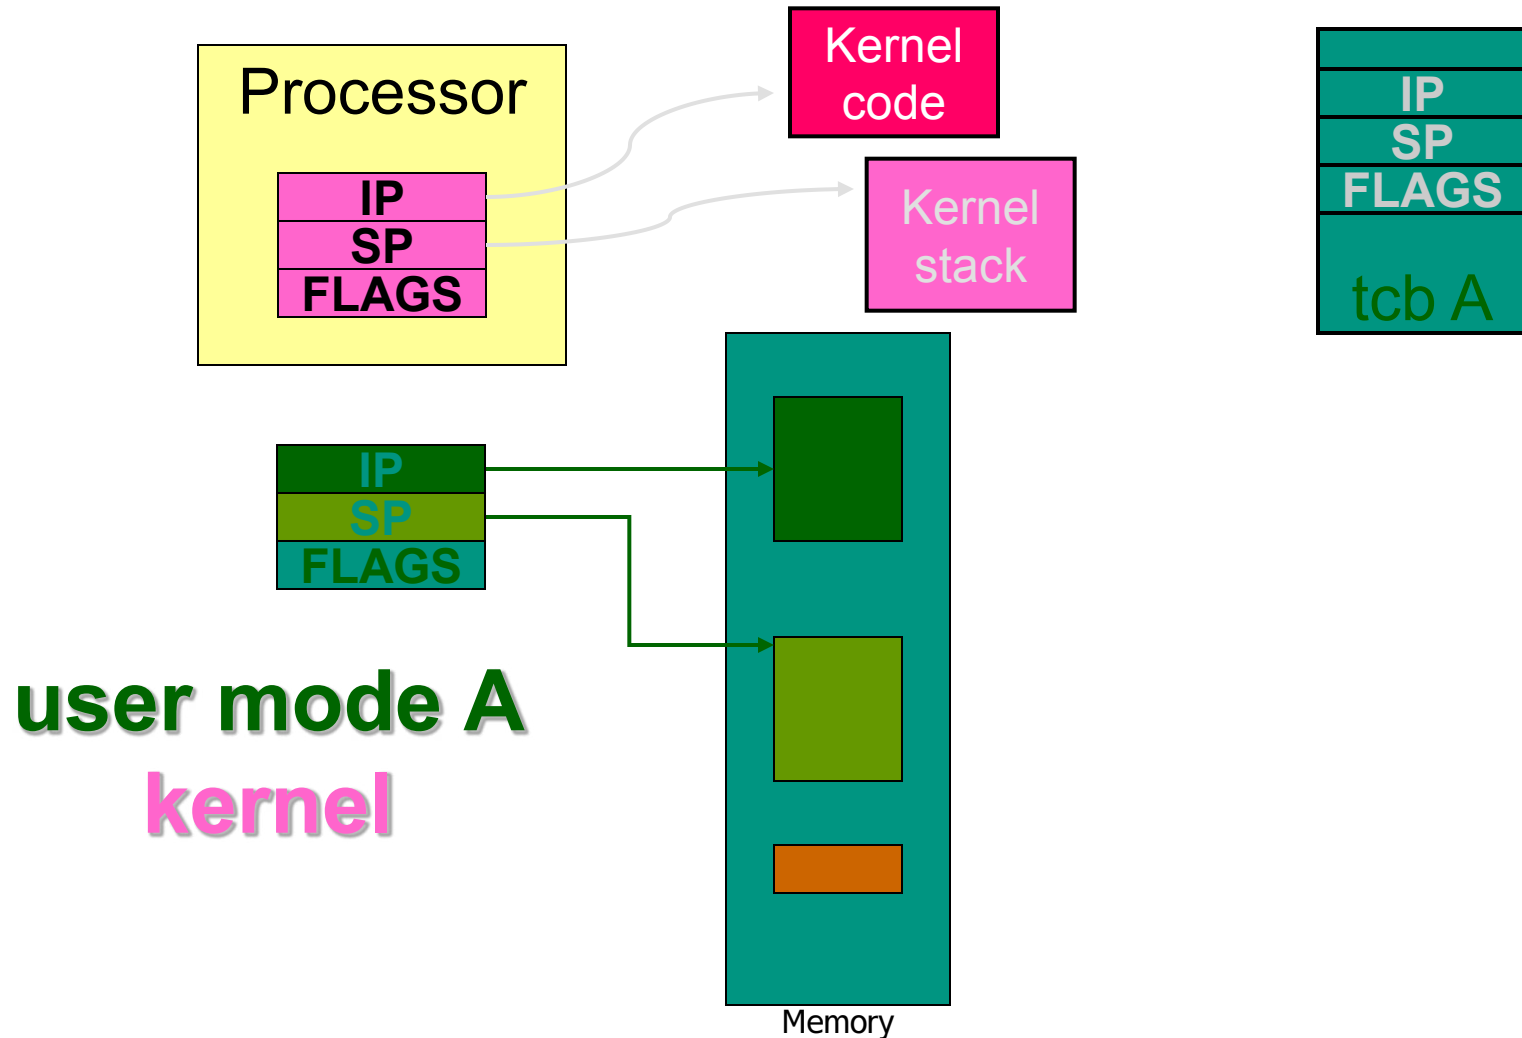 Processor
IP
SP
FLAGS
Kernel
code
Kernel
stack
IP
SP
FLAGS
tcb A
IP
SP
FLAGS
user mode A
kernel
Memory